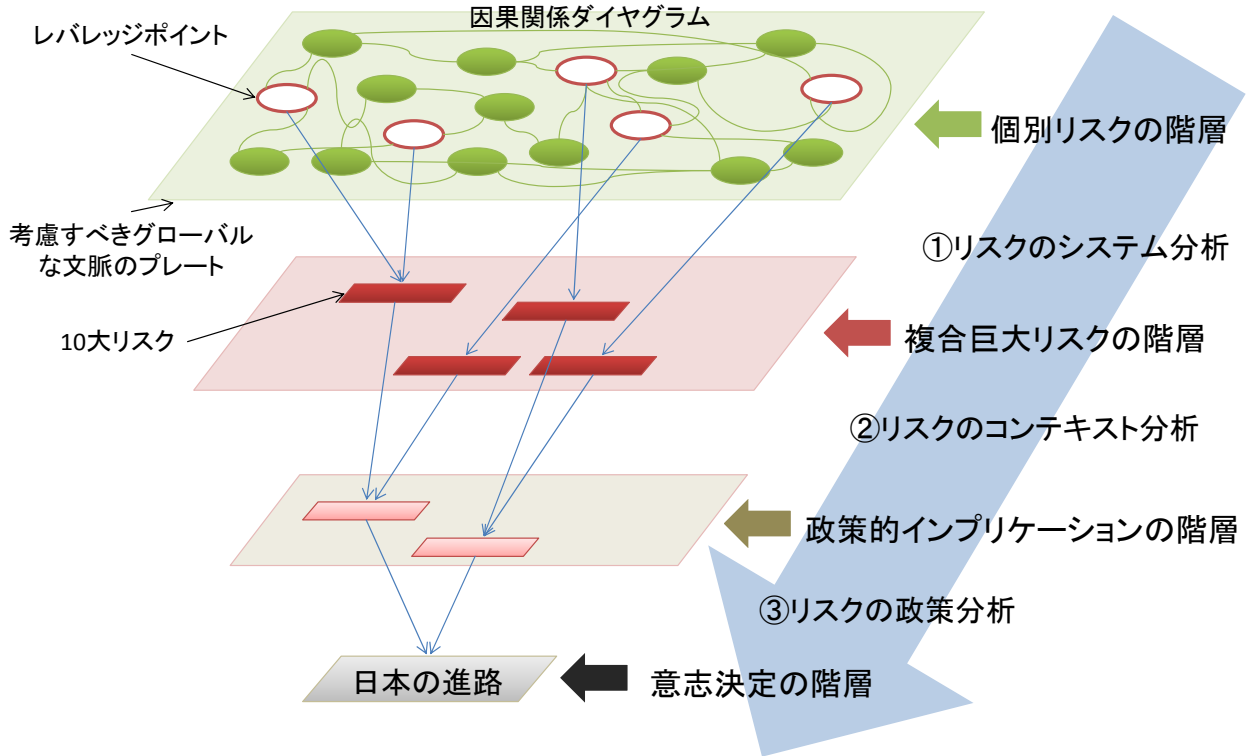 因果関係ダイヤグラム
レバレッジポイント
個別リスクの階層
考慮すべきグローバル
な文脈のプレート
①リスクのシステム分析
10大リスク
複合巨大リスクの階層
②リスクのコンテキスト分析
政策的インプリケーションの階層
③リスクの政策分析
日本の進路
意志決定の階層